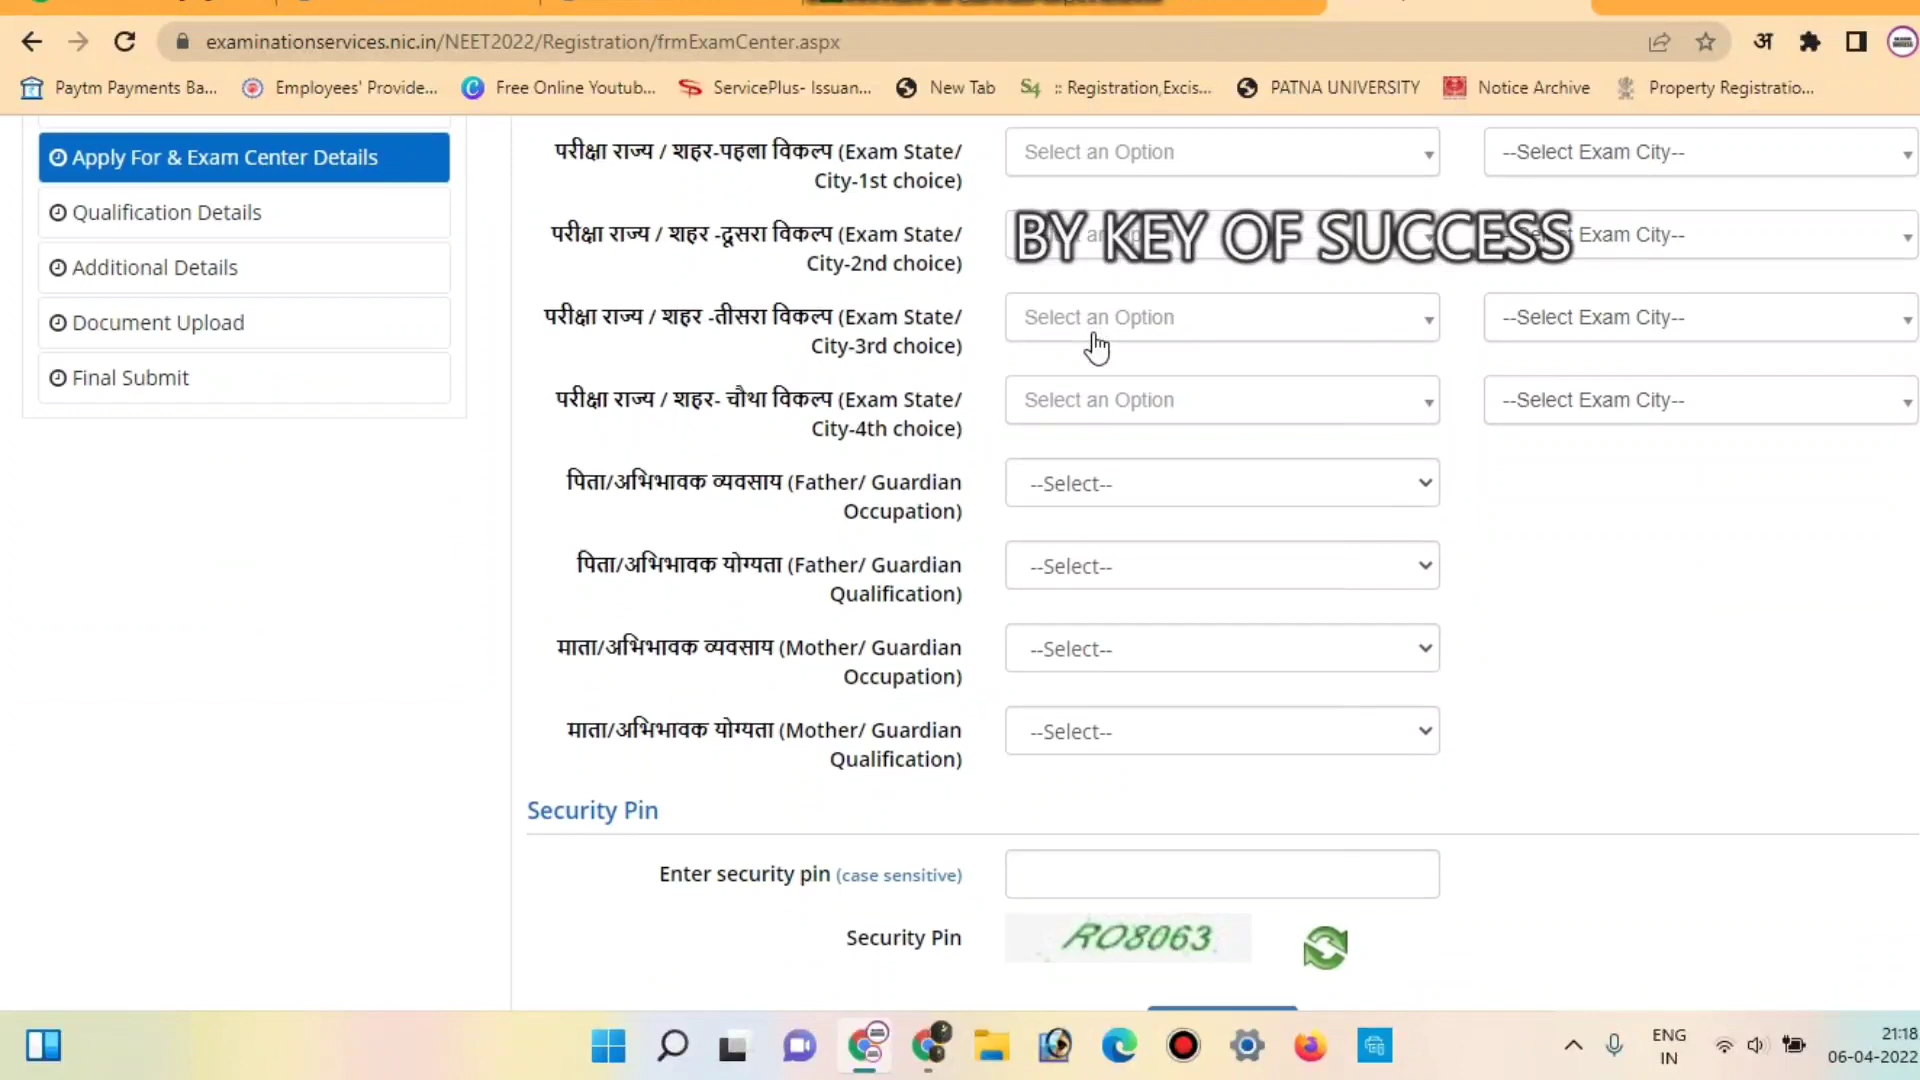 examinationservices.nic.in/NEET2022/Registration/frmExamCenter.aspx
अ
Paytm Payments Ba... Employees' Provide... Free Online Youtub... ServicePlus- Issuan... New Tab :: Registration,Excis... PATNA UNIVERSITY Notice Archive Property Registratio...
Apply For & Exam Center Details
Qualification Details
Additional Details
Document Upload
Final Submit
परीक्षा राज्य / शहर-पहला विकल्प (Exam State/
City-1st choice)
Select an Option
--Select Exam City--
परीक्षा राज्य / शहर -दूसरा विकल्प (Exam State/
City-2nd choice)
BY KEY OF SUCCESS
Exam City--
परीक्षा राज्य / शहर -तीसरा विकल्प (Exam State/
City-3rd choice)
Select an Option
--Select Exam City--
परीक्षा राज्य / शहर- चौथा विकल्प (Exam State/
City-4th choice)
Select an Option
--Select Exam City--
पिता/अभिभावक व्यवसाय (Father/ Guardian
Occupation)
--Select--
पिता/अभिभावक योग्यता (Father/ Guardian
Qualification)
--Select--
माता/अभिभावक व्यवसाय (Mother/ Guardian
Occupation)
--Select--
माता/अभिभावक योग्यता (Mother/ Guardian
Qualification)
--Select--
Security Pin
Enter security pin (case sensitive)
Security Pin
RO8063
ENG
IN
21:18
06-04-2022